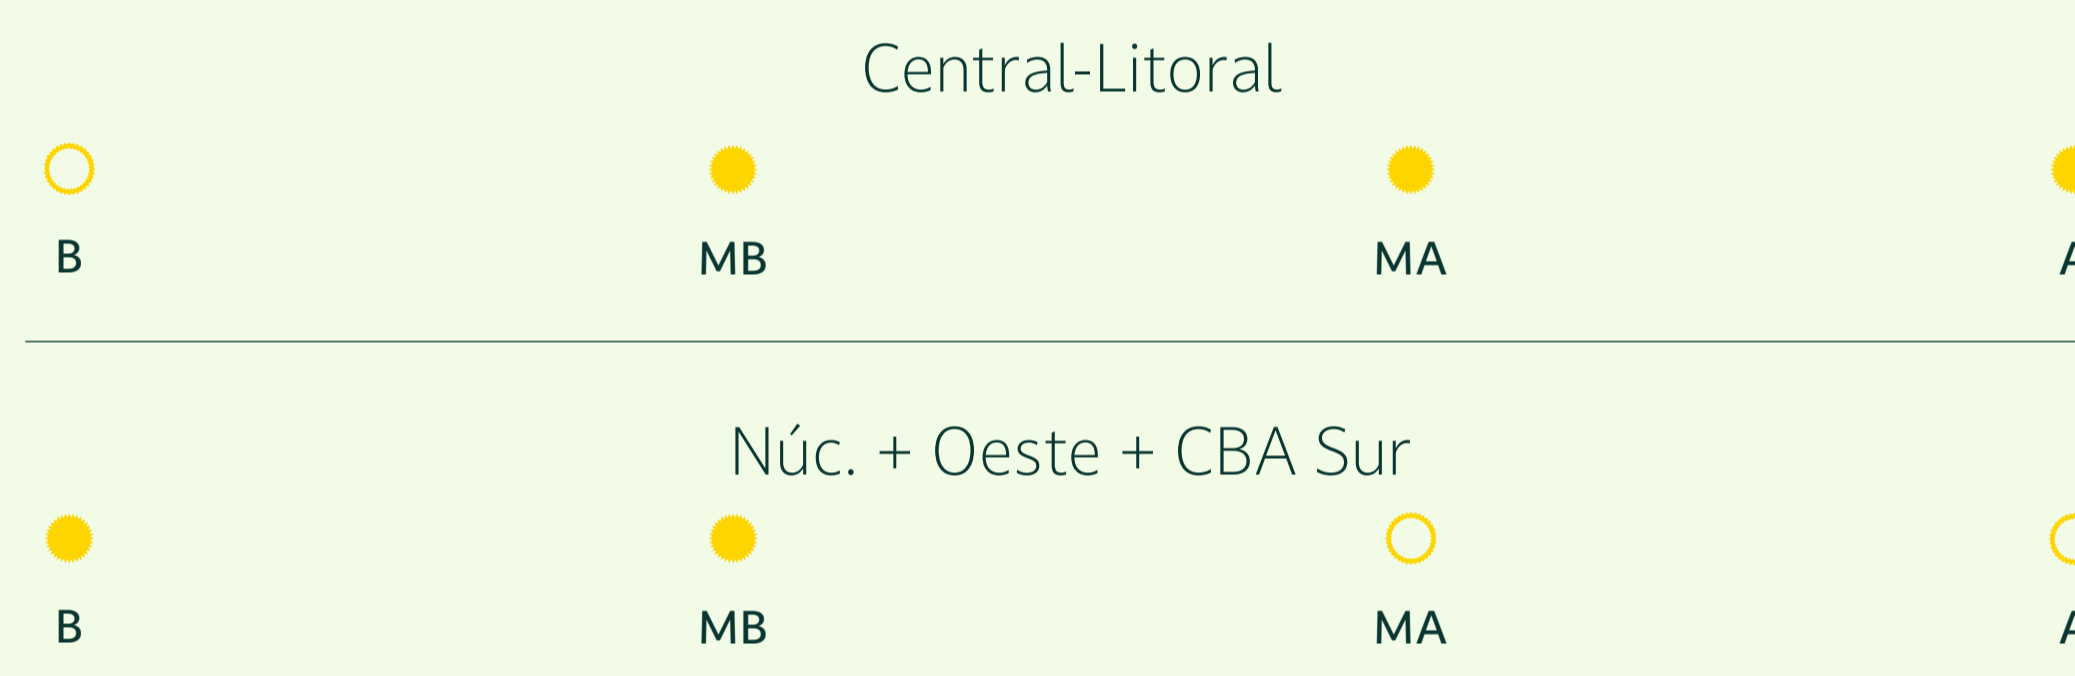 Central-Litoral
B MB MA A
Núc. + Oeste + CBA Sur
B MB MA A